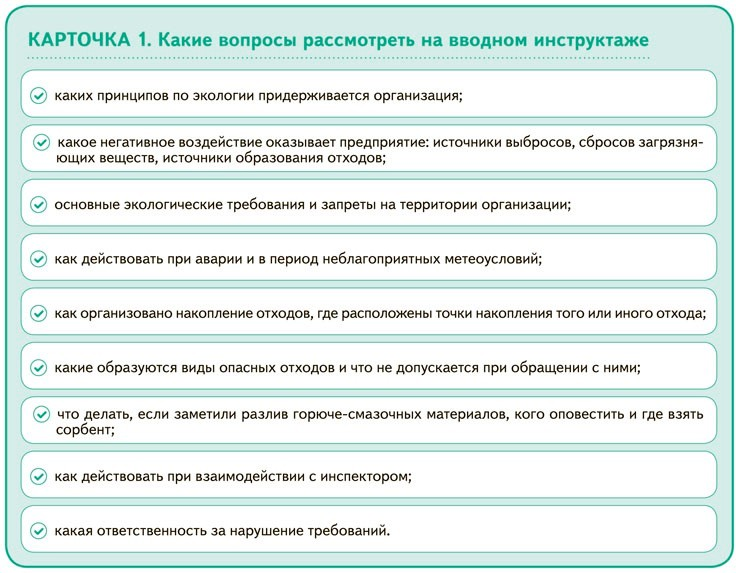 КАРТОЧКА 1. Какие вопросы рассмотреть на вводном инструктаже
каких принципов по экологии придерживается организация;
какое негативное воздействие оказывает предприятие: источники выбросов, сбросов загрязня-
ющих веществ, источники образования отходов;
основные экологические требования и запреты на территории организации;
как действовать при аварии и в период неблагоприятных метеоусловий;
как организовано накопление отходов, где расположены точки накопления того или иного отхода;
какие образуются виды опасных отходов и что не допускается при обращении с ними;
что делать, если заметили разлив горюче-смазочных материалов, кого оповестить и где взять
сорбент;
как действовать при взаимодействии с инспектором;
какая ответственность за нарушение требований.